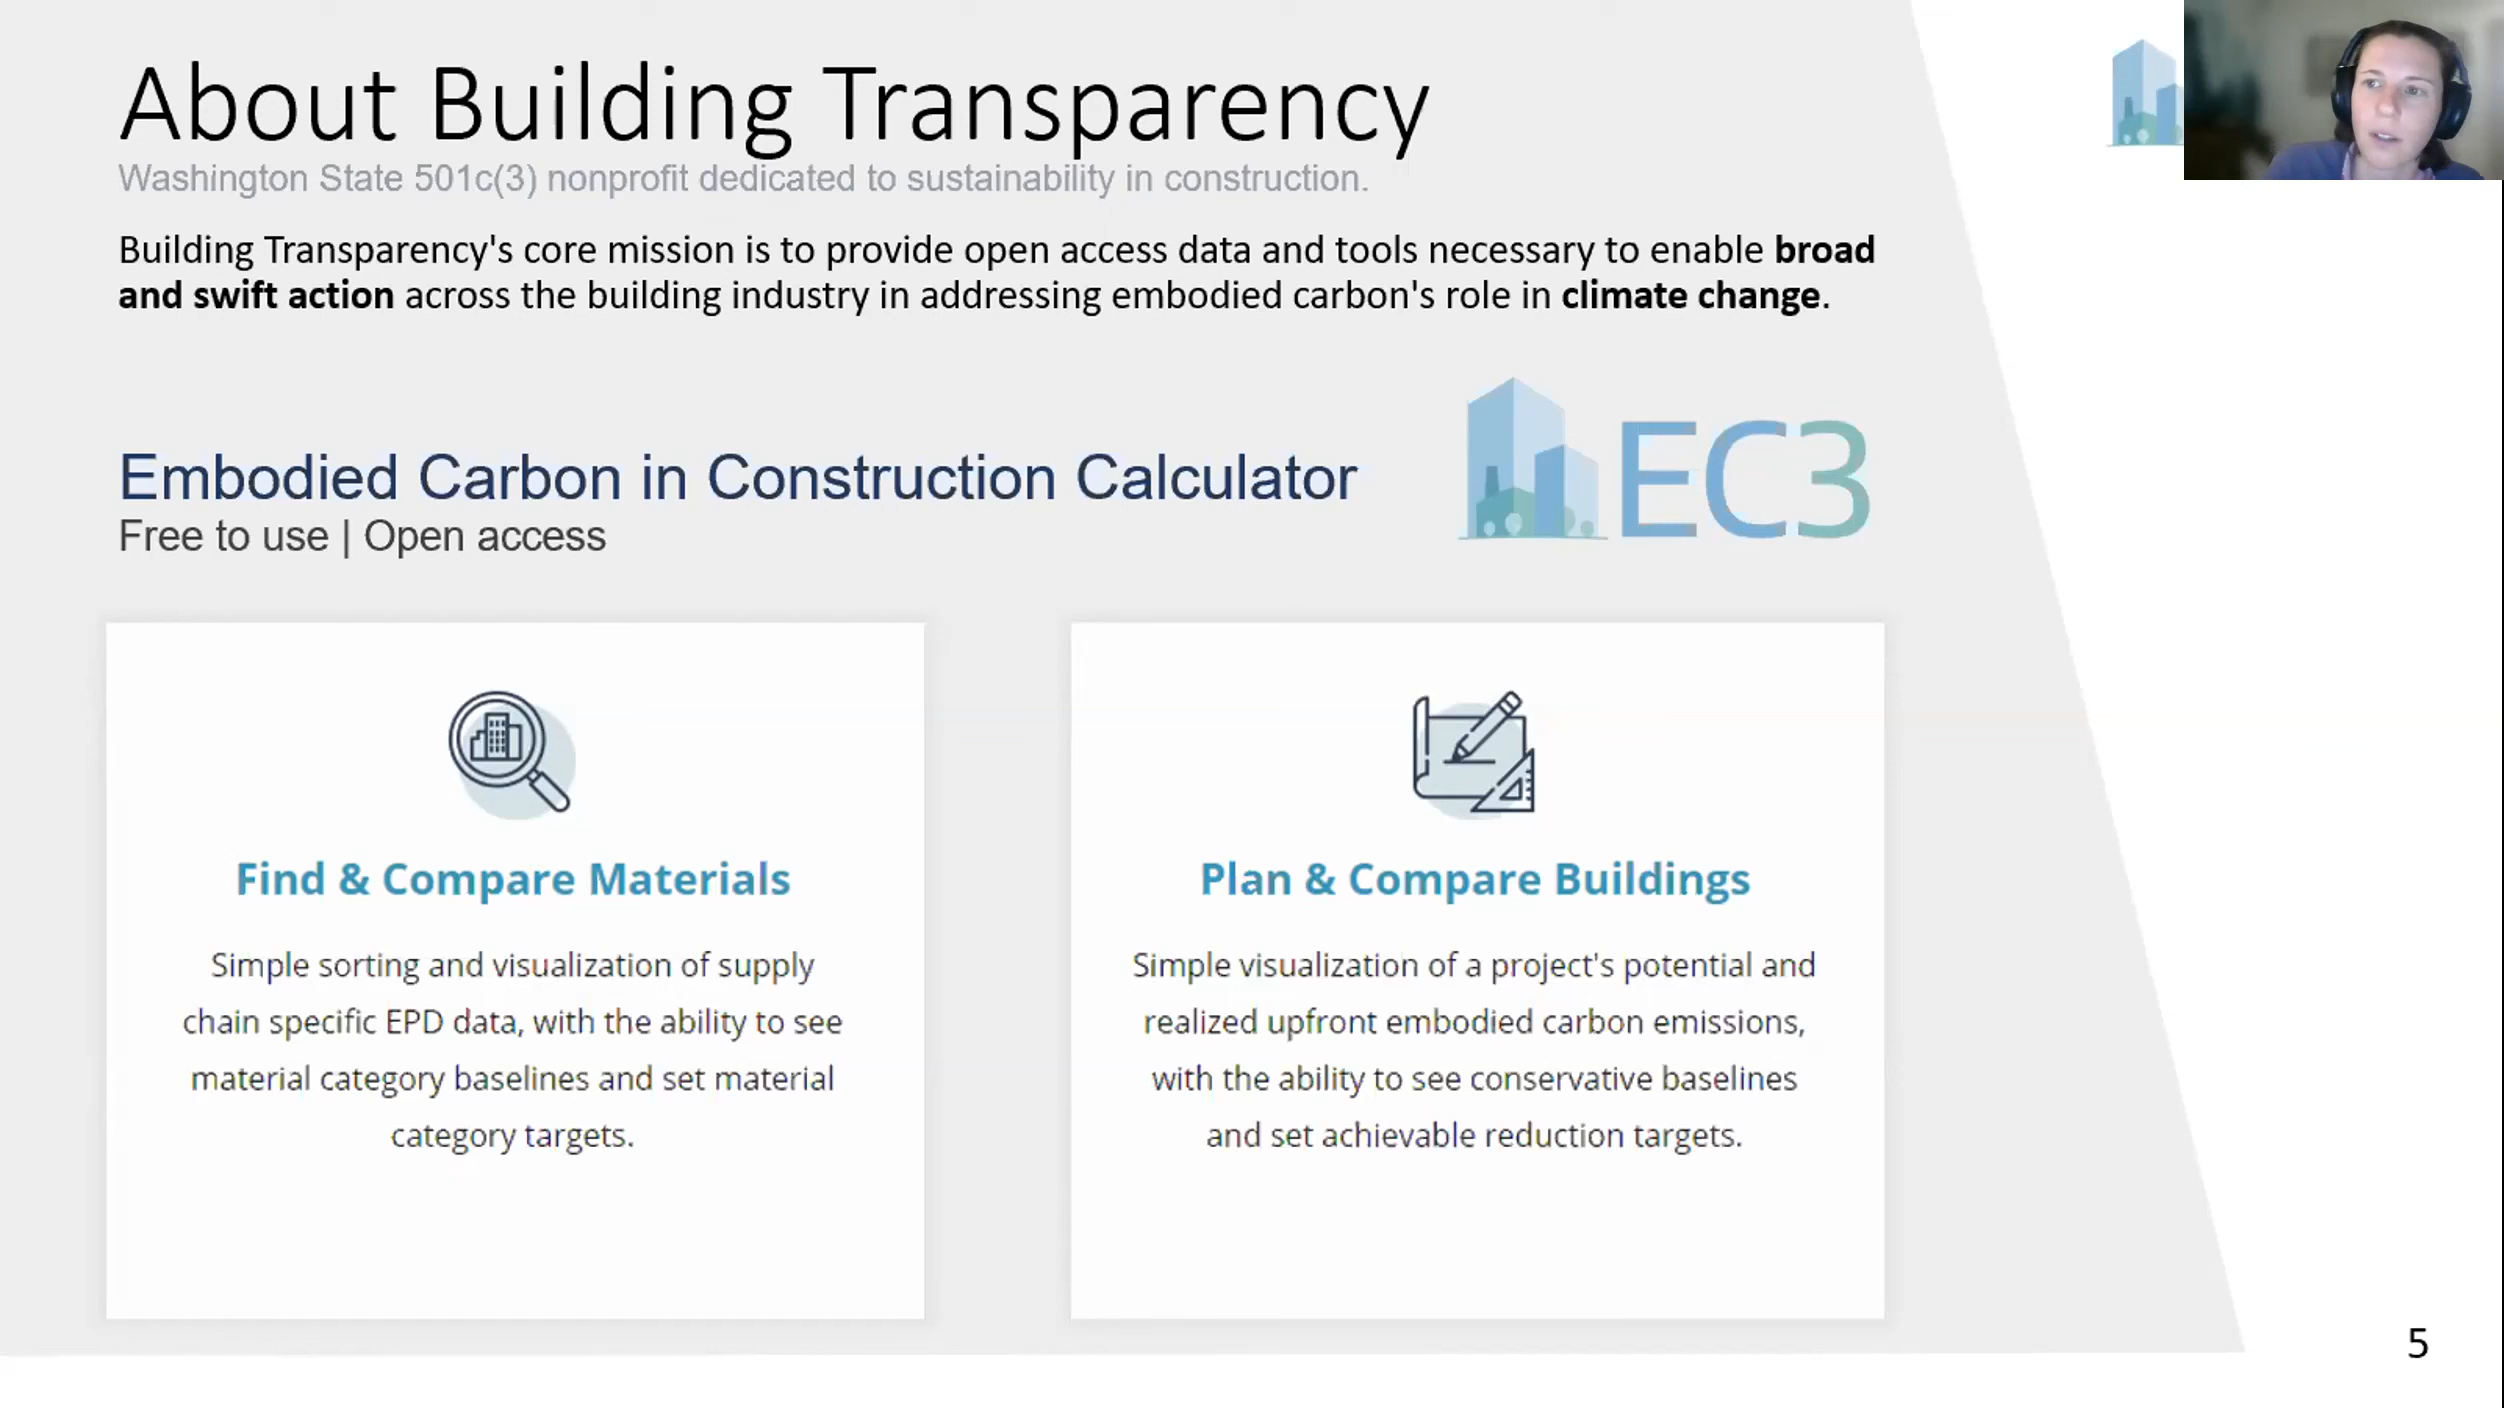 About Building Transparency
Washington State 501c(3) nonprofit dedicated to sustainability in construction.
Building Transparency's core mission is to provide open access data and tools necessary to enable broad
and swift action across the building industry in addressing embodied carbon's role in climate change.
Embodied Carbon in Construction Calculator
Free to use | Open access
EC3
Find & Compare Materials
Simple sorting and visualization of supply
chain specific EPD data, with the ability to see
material category baselines and set material
category targets.
Plan & Compare Buildings
Simple visualization of a project's potential and
realized upfront embodied carbon emissions,
with the ability to see conservative baselines
and set achievable reduction targets.
5